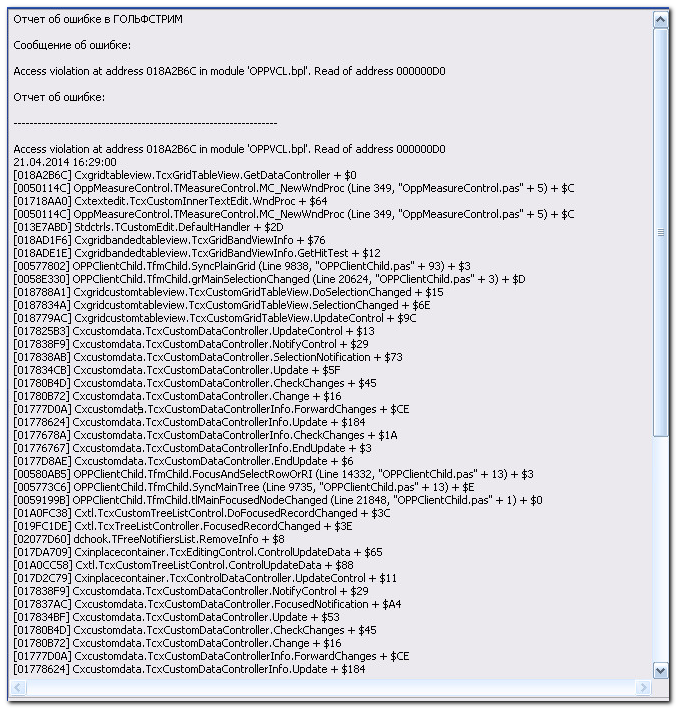 Отчет об ошибке в ГОЛЬФСТРИМ
Сообщение об ошибке:
Access violation at address 018A2B6C in module 'OPPVCL.bpl'. Read of address 000000D0
Отчет об ошибке:
------------------------------------------------------------------
Access violation at address 018A2B6C in module 'OPPVCL.bpl'. Read of address 000000D0
21.04.2014 16:29:00
[018A2B6C] Cxgridtableview.TcxGridTableView.GetDataController + $0
[0050114C] OppMeasureControl.TMeasureControl.MC_NewWndProc (Line 349, "OppMeasureControl.pas" + 5) + $C
[01718AA0] Cxtextedit.TcxCustomInnerTextEdit.WndProc + $64
[0050114C] OppMeasureControl.TMeasureControl.MC_NewWndProc (Line 349, "OppMeasureControl.pas" + 5) + $C
[013E7ABD] Stdctrls.TCustomEdit.DefaultHandler + $2D
[018AD1F6] Cxgridbandedtableview.TcxGridBandViewInfo + $76
[018ADE1E] Cxgridbandedtableview.TcxGridBandViewInfo.GetHitTest + $12
[00577802] OPPClientChild.TfmChild.SyncPlainGrid (Line 9838, "OPPClientChild.pas" + 93) + $3
[0058E330] OPPClientChild.TfmChild.grMainSelectionChanged (Line 20624, "OPPClientChild.pas" + 3) + $D
[018788A1] Cxgridcustomtableview.TcxCustomGridTableView.DoSelectionChanged + $15
[0187834A] Cxgridcustomtableview.TcxCustomGridTableView.SelectionChanged + $6E
[018779AC] Cxgridcustomtableview.TcxCustomGridTableView.UpdateControl + $9C
[017825B3] Cxcustomdata.TcxCustomDataController.UpdateControl + $13
[017838F9] Cxcustomdata.TcxCustomDataController.NotifyControl + $29
[017838AB] Cxcustomdata.TcxCustomDataController.SelectionNotification + $73
[017834CB] Cxcustomdata.TcxCustomDataController.Update + $5F
[01780B4D] Cxcustomdata.TcxCustomDataController.CheckChanges + $45
[01780B72] Cxcustomdata.TcxCustomDataController.Change + $16
[01777D0A] Cxcustomdata.TcxCustomDataControllerInfo.ForwardChanges + $CE
[01778624] Cxcustomdata.TcxCustomDataControllerInfo.Update + $184
[0177678A] Cxcustomdata.TcxCustomDataControllerInfo.CheckChanges + $1A
[01776767] Cxcustomdata.TcxCustomDataControllerInfo.EndUpdate + $3
[0177D8AE] Cxcustomdata.TcxCustomDataController.EndUpdate + $6
[00580AB5] OPPClientChild.TfmChild.FocusAndSelectRowOrRI (Line 14332, "OPPClientChild.pas" + 13) + $3
[005773C6] OPPClientChild.TfmChild.SyncMainTree (Line 9735, "OPPClientChild.pas" + 13) + $E
[0059199B] OPPClientChild.TfmChild.tlMainFocusedNodeChanged (Line 21848, "OPPClientChild.pas" + 1) + $0
[01A0FC38] Cxtl.TcxCustomTreeListControl.DoFocusedRecordChanged + $3C
[019FC1DE] Cxtl.TcxTreeListController.FocusedRecordChanged + $3E
[02077D60] dchook.TFreeNotifiersList.RemoveInfo + $8
[017DA709] Cxinplacecontainer.TcxEditingControl.ControlUpdateData + $65
[01A0CC58] Cxtl.TcxCustomTreeListControl.ControlUpdateData + $88
[017D2C79] Cxinplacecontainer.TcxControlDataController.UpdateControl + $11
[017838F9] Cxcustomdata.TcxCustomDataController.NotifyControl + $29
[017837AC] Cxcustomdata.TcxCustomDataController.FocusedNotification + $A4
[017834BF] Cxcustomdata.TcxCustomDataController.Update + $53
[01780B4D] Cxcustomdata.TcxCustomDataController.CheckChanges + $45
[01780B72] Cxcustomdata.TcxCustomDataController.Change + $16
[01777D0A] Cxcustomdata.TcxCustomDataControllerInfo.ForwardChanges + $CE
[01778624] Cxcustomdata.TcxCustomDataControllerInfo.Update + $184